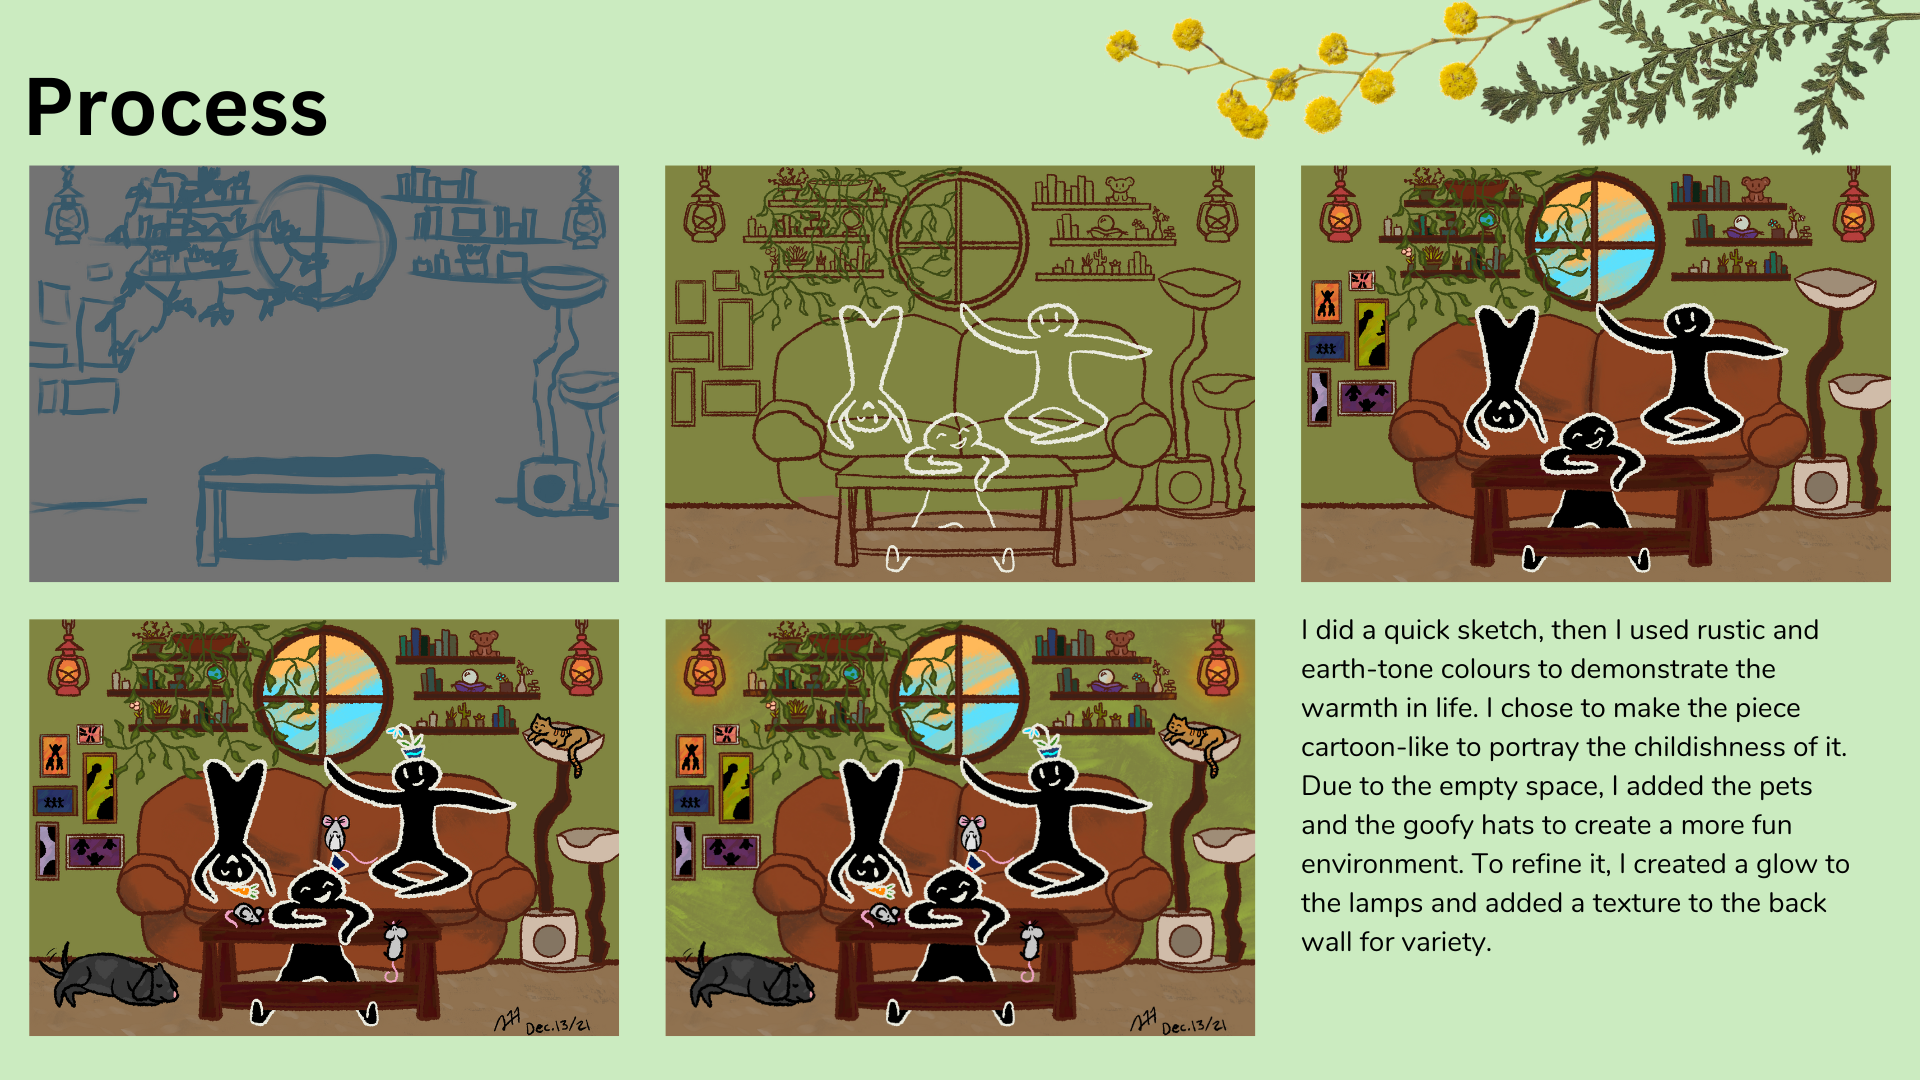 Process
I did a quick sketch, then I used rustic and
earth-tone colours to demonstrate the
warmth in life. I chose to make the piece
cartoon-like to portray the childishness of it.
Due to the empty space, I added the pets
and the goofy hats to create a more fun
environment. To refine it, I created a glow to
the lamps and added a texture to the back
wall for variety.
Dec.13/21
Dec.13/21